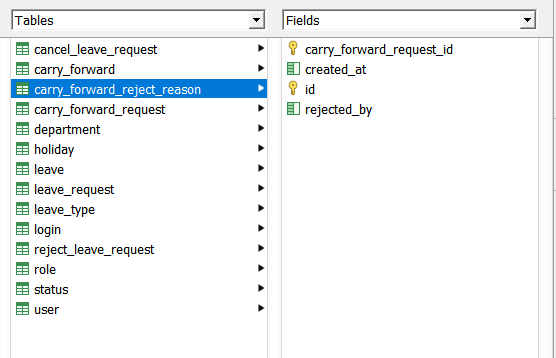 Tables
cancel_leave_request
carry_forward
carry_forward_reject_reason
carry_forward_request
department
holiday
leave
leave_request
leave_type
login
reject_leave_request
role
status
user
Fields
carry_forward_request_id
created_at
id
rejected_by